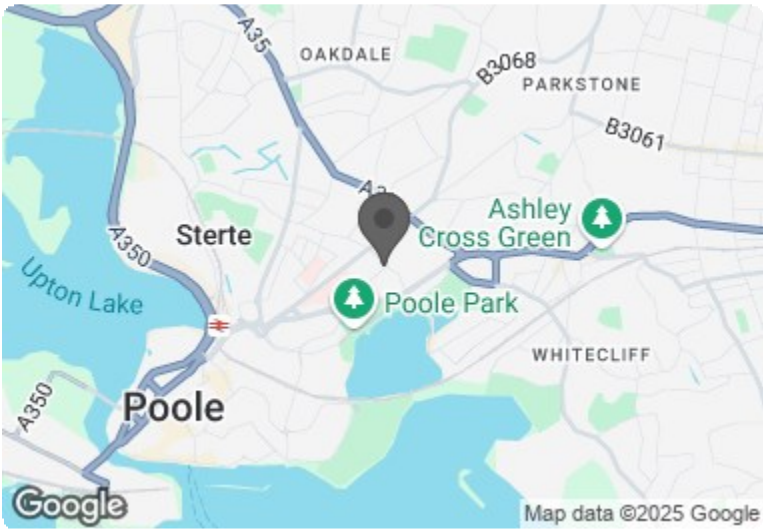 A35
OAKDALE
B3068
PARKSTONE
B3061
Ashley
Cross Green
Sterte
A350
Upton Lake
Poole Park
WHITECLIFF
A350
Poole
Google
Map data ©2025 Google